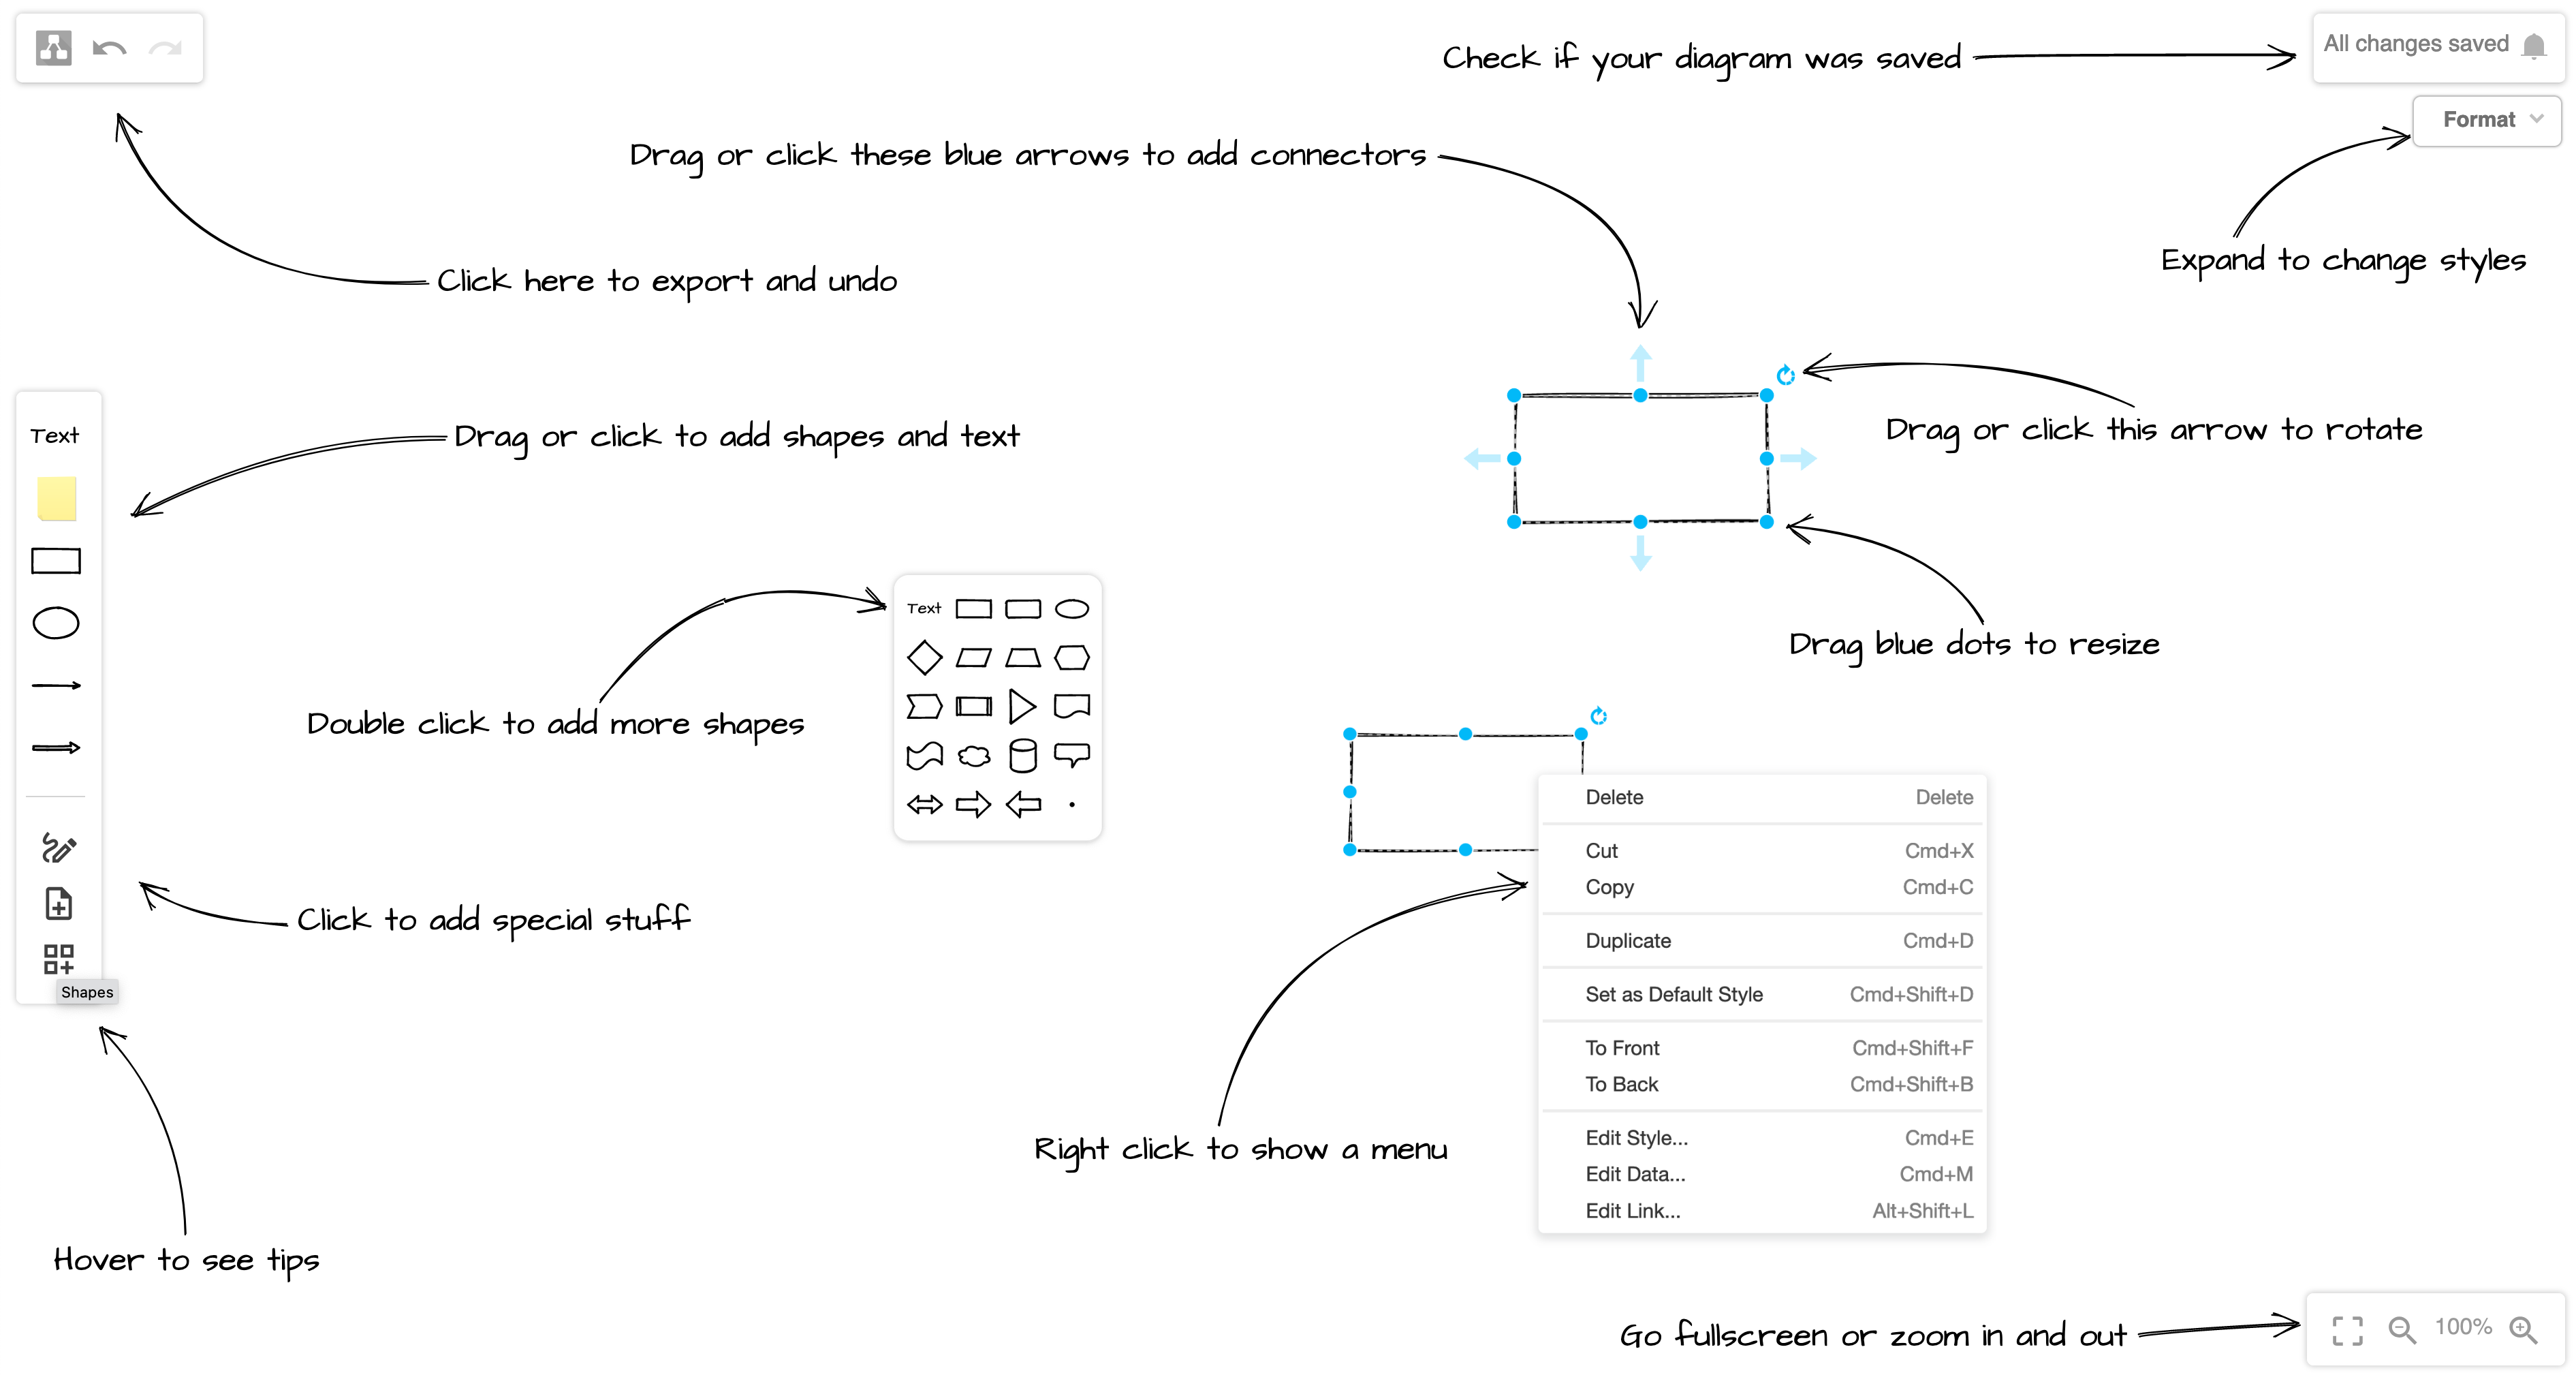 Check if your diagram was saved
All changes saved
Format
Drag or click these blue arrows to add connectors
Expand to change styles
Click here to export and undo
Text
Drag or click to add shapes and text
Drag or click this arrow to rotate
Text
Drag blue dots to resize
Double click to add more shapes
Delete Delete
Cut Cmd+X
Copy Cmd+C
Click to add special stuff
Duplicate Cmd+D
Shapes
Set as Default Style Cmd+Shift+D
To Front Cmd+Shift+F
To Back Cmd+Shift+B
Right click to show a menu
Edit Style... Cmd+E
Edit Data... Cmd+M
Edit Link... Alt+Shift+L
Hover to see tips
Go fullscreen or zoom in and out
100%